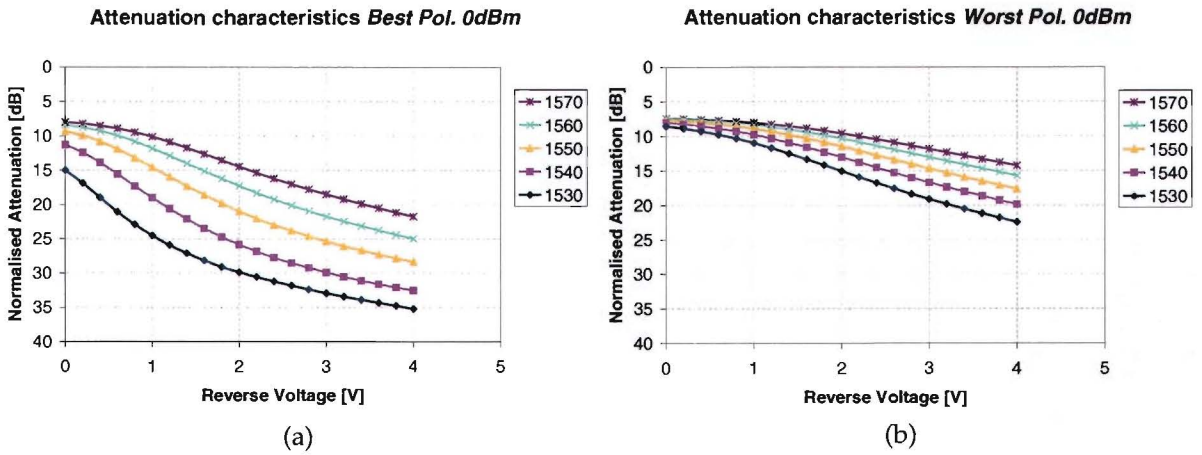 Attenuation characteristics Best Pol. 0dBm
Normalised Attenuation [dB]
0
5
10
15
20
25
30
35
40
0 1 2 3 4 5
Reverse Voltage [V]
1570
1560
1550
1540
1530
(a)
Attenuation characteristics Worst Pol. 0dBm
Normalised Attenuation [dB]
0
5
10
15
20
25
30
35
40
0 1 2 3 4 5
Reverse Voltage [V]
1570
1560
1550
1540
1530
(b)